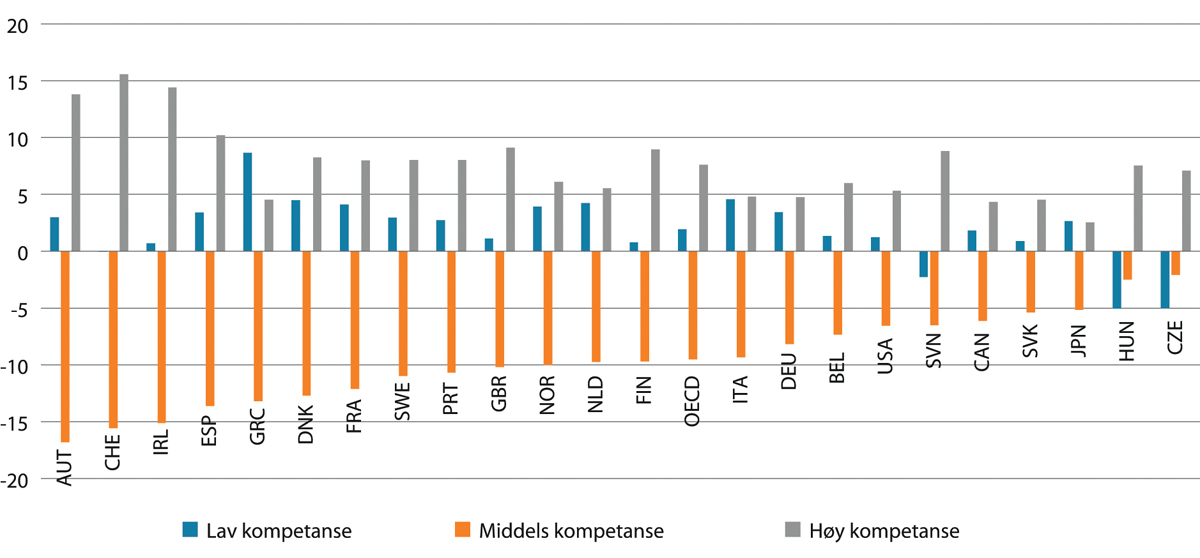 20
15
10
5
0
-5
-10
-15
-20
AUT
CHE
IRL
ESP
GRC
DNK
FRA
SWE
PRT
GBR
NOR
NLD
FIN
OECD
ITA
DEU
BEL
USA
SVN
CAN
SVK
JPN
HUN
CZE
Lav kompetanse Middels kompetanse Høy kompetanse